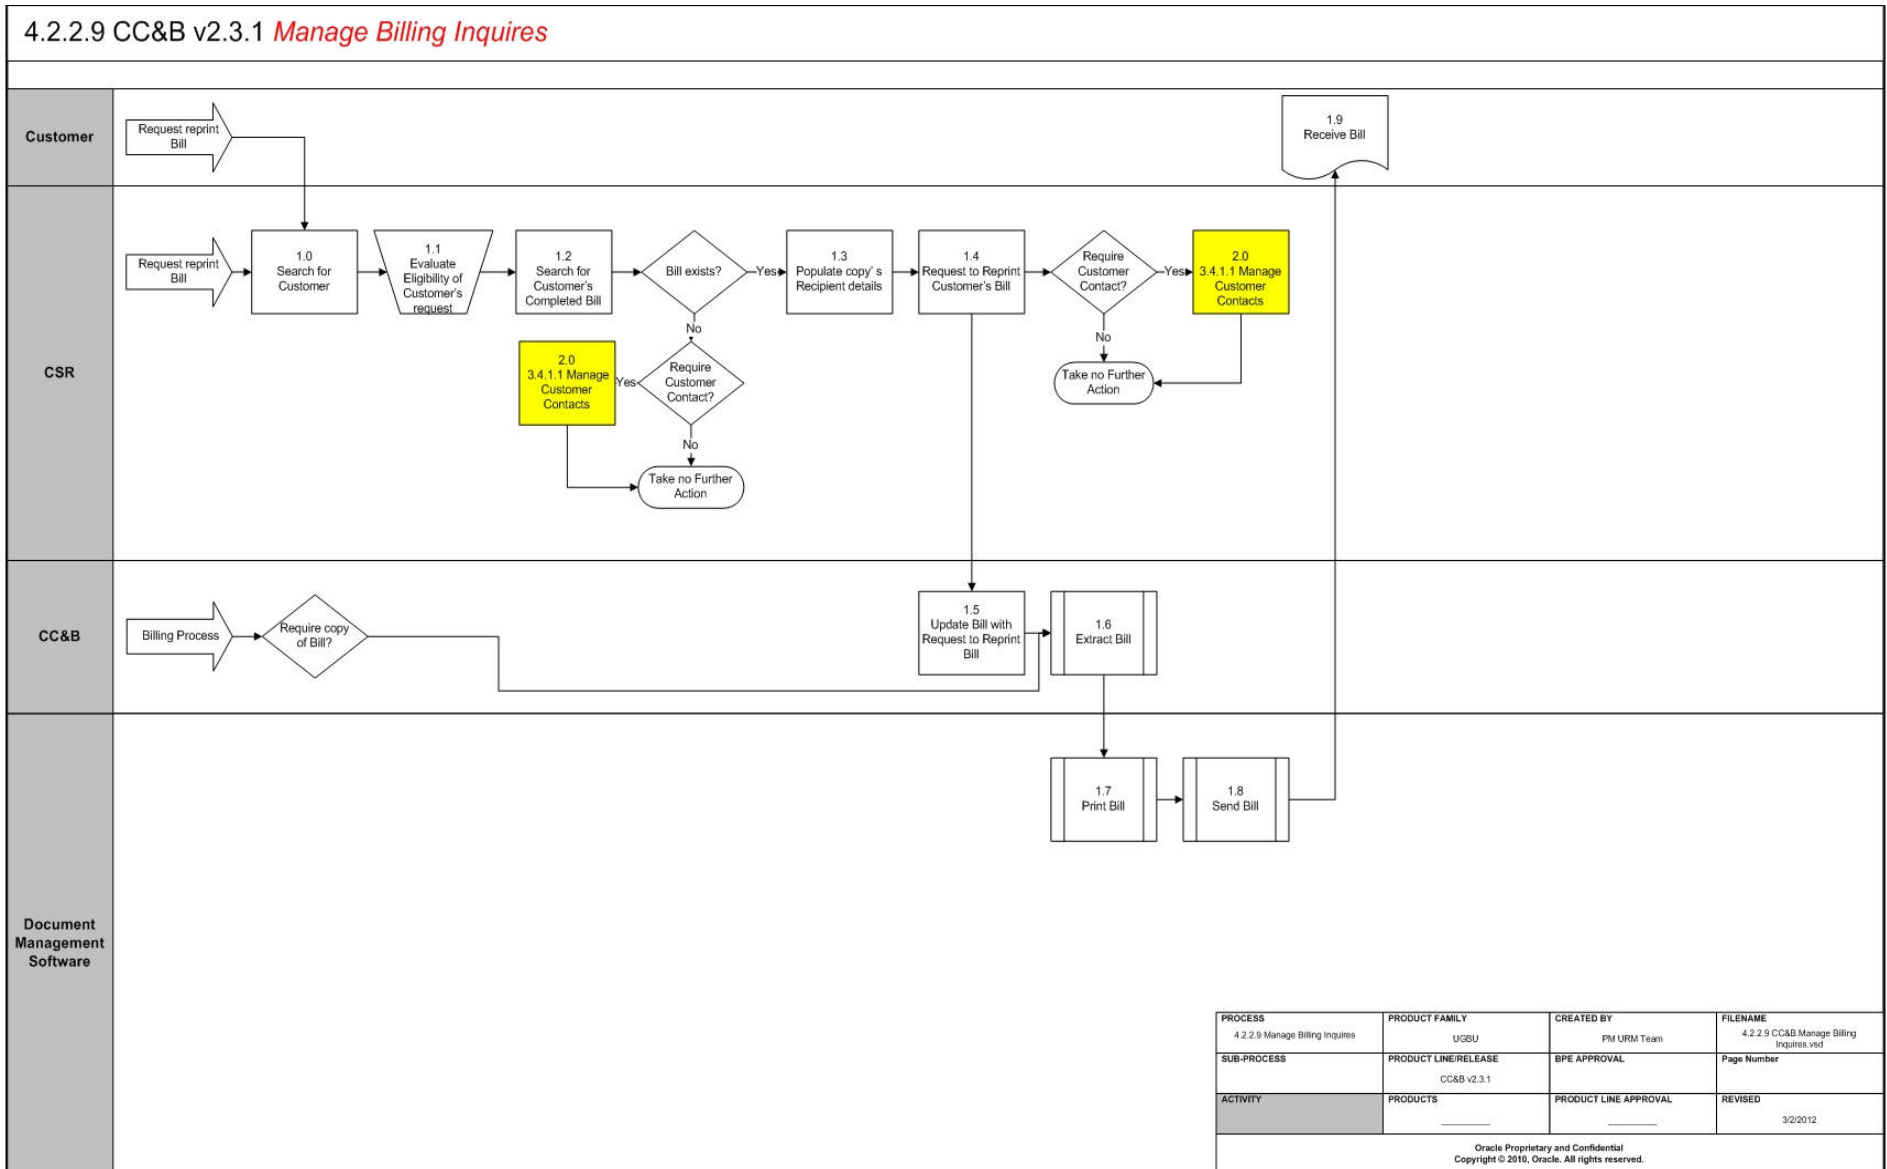 4.2.2.9 CC&B v2.3.1 Manage Billing Inquires
Customer
Request reprint
Bill
1.9
Receive Bill
CSR
Request reprint
Bill
1.0
Search for
Customer
1.1
Evaluate
Eligibility of
Customer's
request
1.2
Search for
Customer's
Completed Bill
Bill exists?
Yes
1.3
Populate copy's
Recipient details
1.4
Request to Reprint
Customer's Bill
Require
Customer
Contact?
Yes
2.0
3.4.1.1 Manage
Customer
Contacts
No
No
Take no Further
Action
2.0
3.4.1.1 Manage
Customer
Contacts
Yes
Require
Customer
Contact?
No
Take no Further
Action
CC&B
Billing Process
Require copy
of Bill?
1.5
Update Bill with
Request to Reprint
Bill
1.6
Extract Bill
Document
Management
Software
1.7
Print Bill
1.8
Send Bill
PROCESS
4.2.2.9 Manage Billing Inquires
PRODUCT FAMILY
UGBU
CREATED BY
PM URM Team
FILENAME
4.2.2.9 CC&B.Manage Billing
Inquires.vsd
SUB-PROCESS
PRODUCT LINE/RELEASE
CC&B v2.3.1
BPE APPROVAL
Page Number
ACTIVITY
PRODUCTS
PRODUCT LINE APPROVAL
REVISED
3/2/2012
Oracle Proprietary and Confidential
Copyright © 2010, Oracle. All rights reserved.